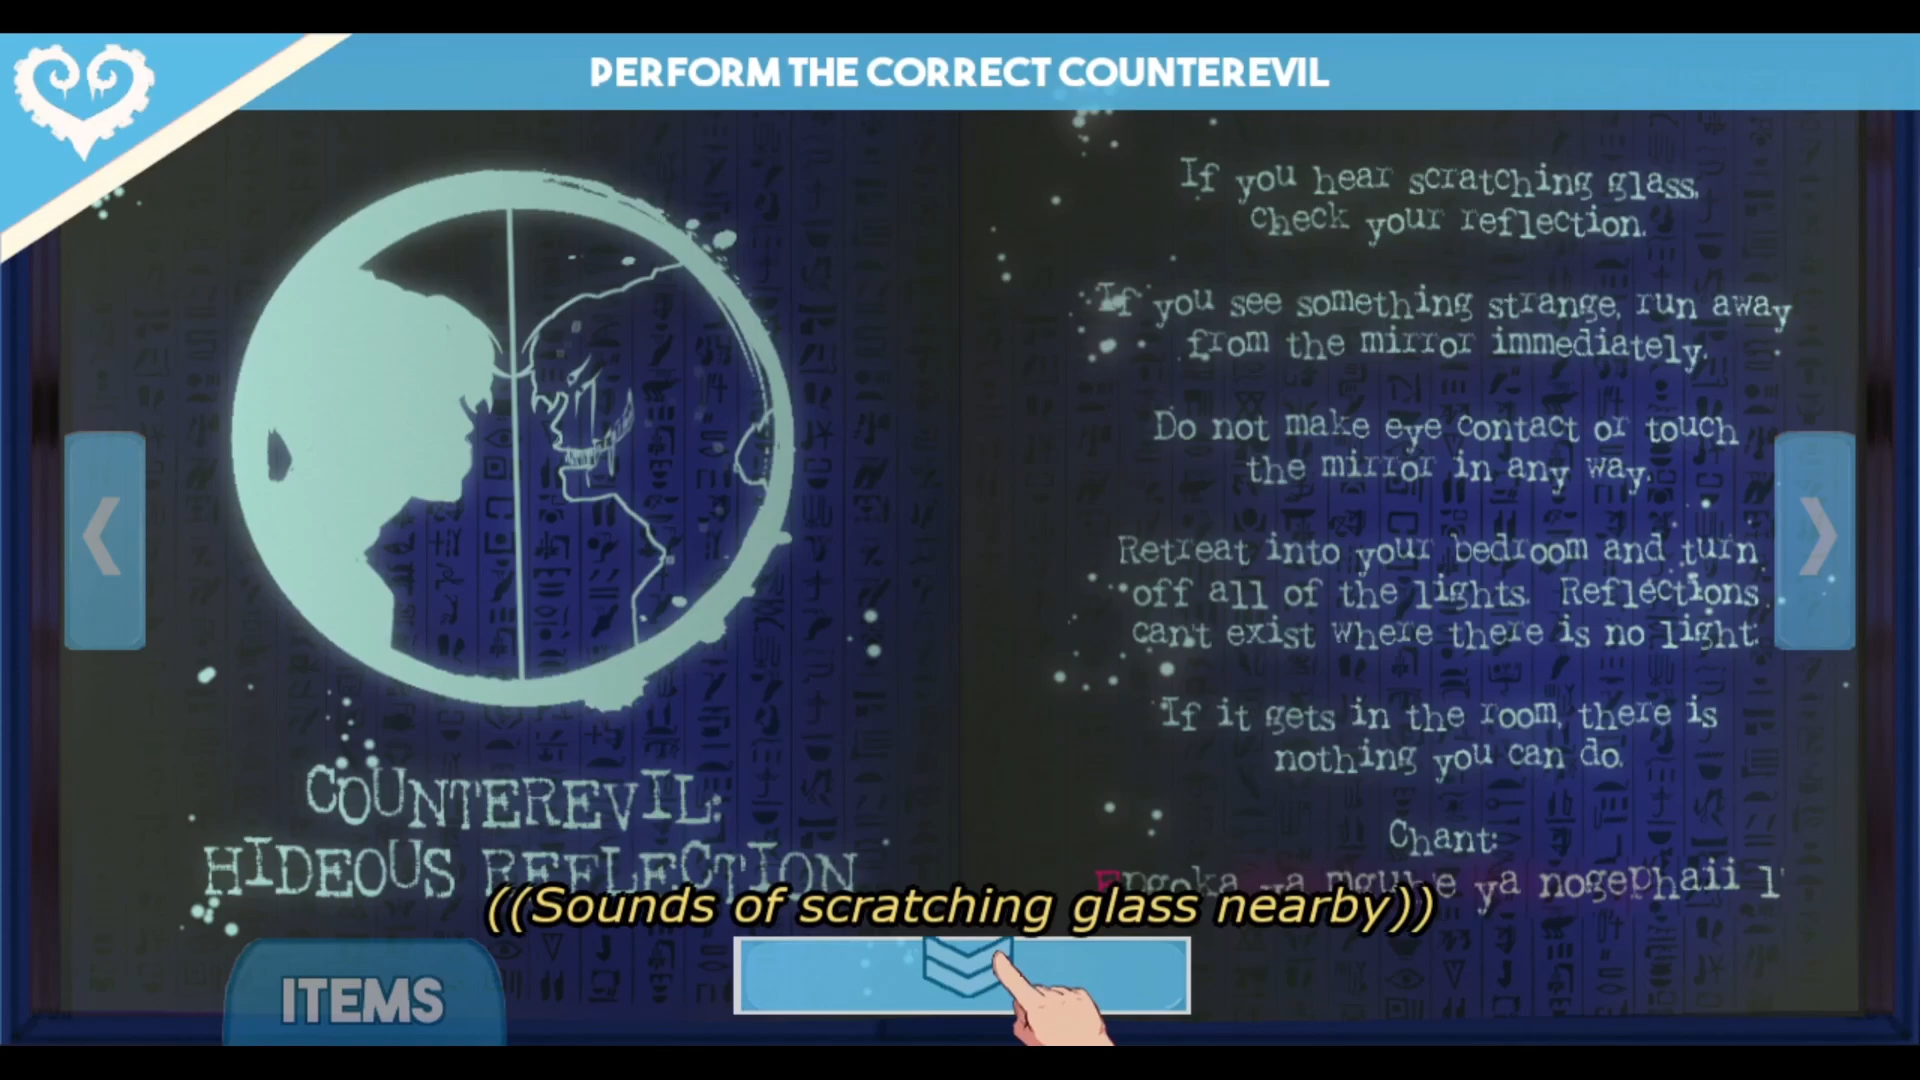 PERFORM THE CORRECT COUNTEREVIL
COUNTEREVIL:
HIDEOUS REFLECTION
If you hear scratching glass,
check your reflection.
If you see something strange, run away
from the mirror immediately.
Do not make eye contact or touch
the mirror in any way.
Retreat into your bedroom and turn
off all of the lights. Reflections
can't exist where there is no light.
If it gets in the room, there is
nothing you can do.
Chant:
ya nogephaii l'
((Sounds of scratching glass nearby))
ITEMS